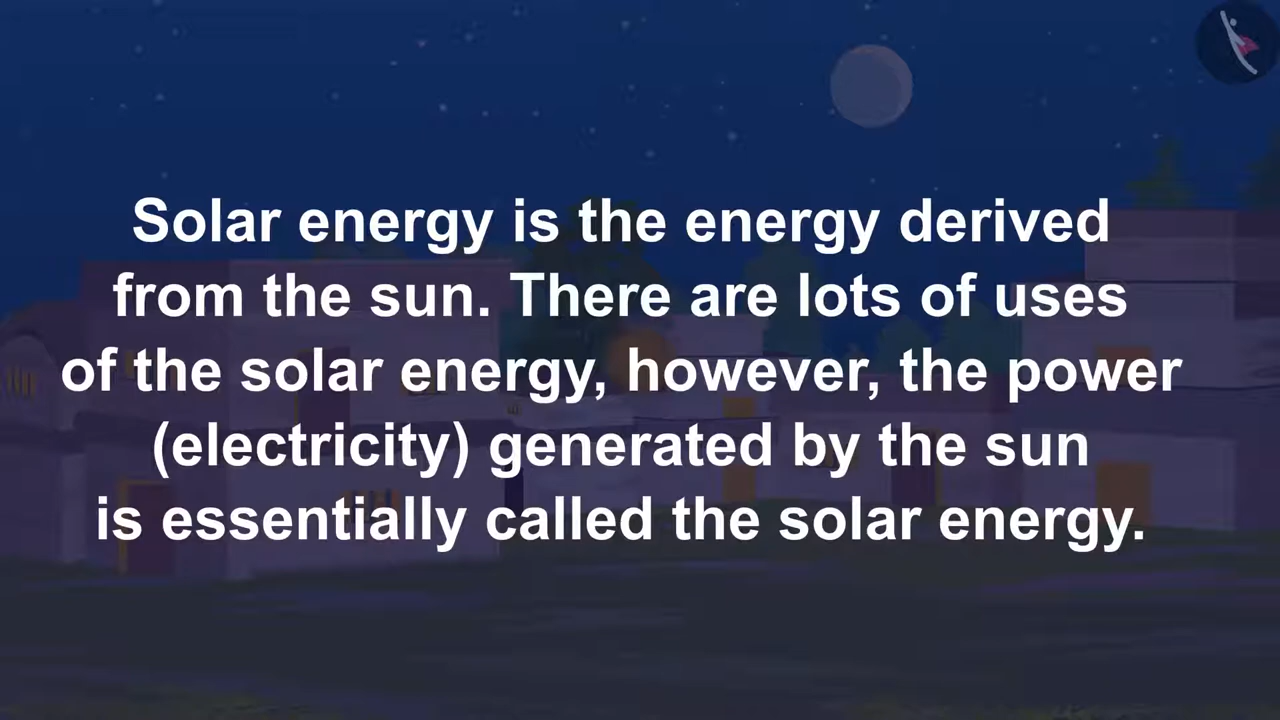 Solar energy is the energy derived
from the sun. There are lots of uses
of the solar energy, however, the power
(electricity) generated by the sun
is essentially called the solar energy.